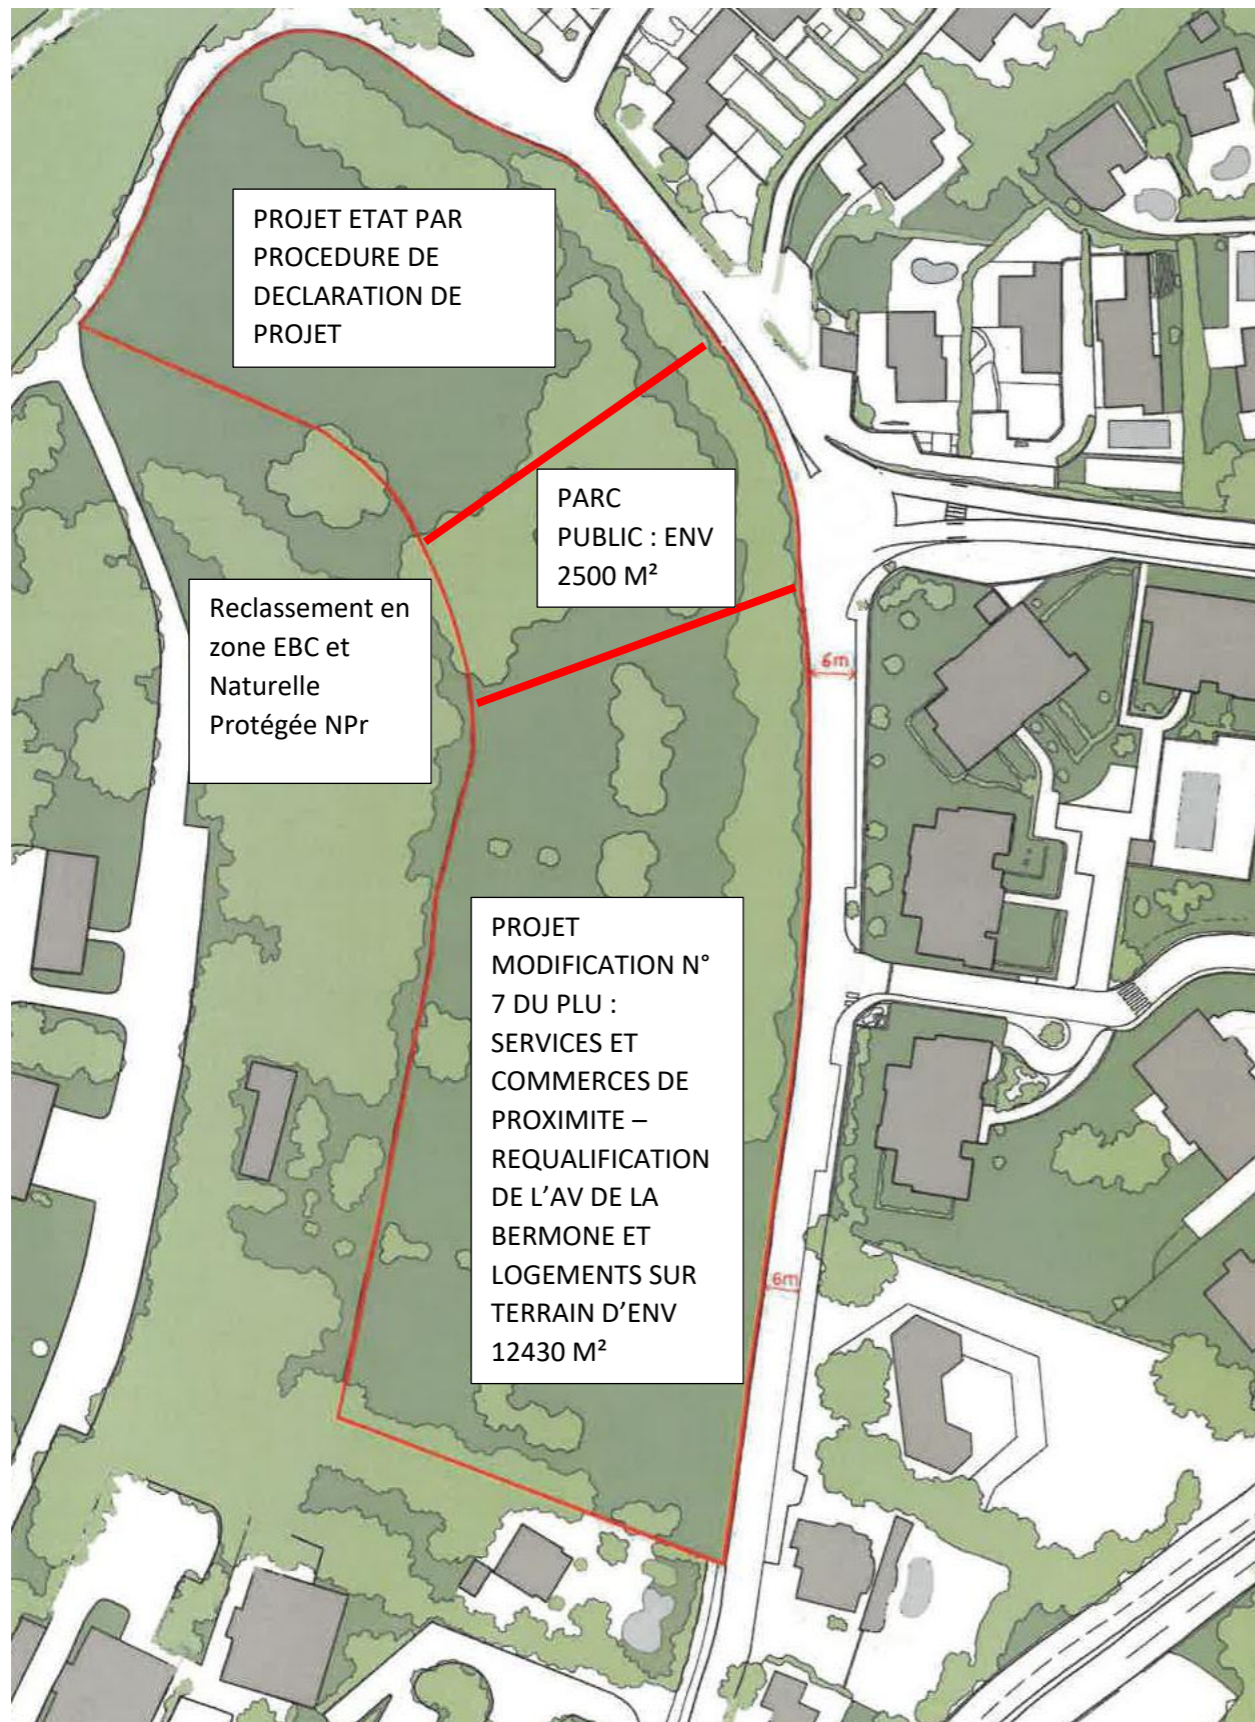 PROJET ETAT PAR
PROCEDURE DE
DECLARATION DE
PROJET
PARC
PUBLIC : ENV
2500 M²
Reclassement en
zone EBC et
Naturelle
Protégée NPr
6m
PROJET
MODIFICATION N°
7 DU PLU :
SERVICES ET
COMMERCES DE
PROXIMITE –
REQUALIFICATION
DE L'AV DE LA
BERMONE ET
LOGEMENTS SUR
TERRAIN D'ENV
12430 M²
6m